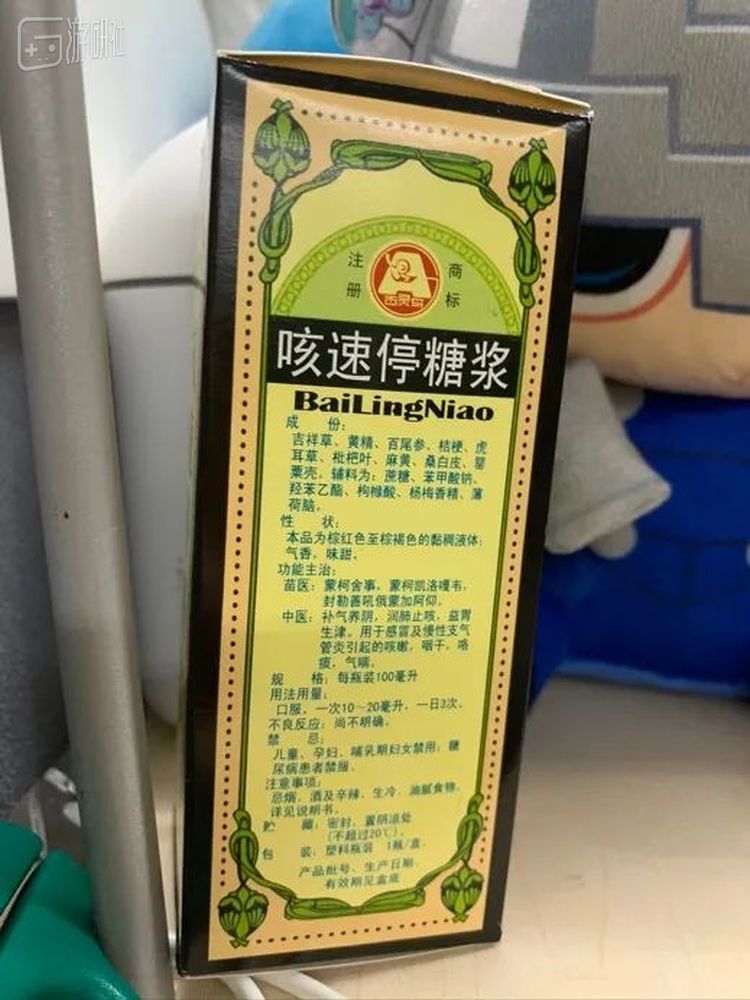 游研社
注册
商标
百灵鸟
咳速停糖浆
BaiLingNiao
成 份：
吉祥草、黄精、百尾参、桔梗、虎
耳草、枇杷叶、麻黄、桑白皮、罂
粟壳。辅料为：蔗糖、苯甲酸钠、
羟苯乙酯、枸橼酸、杨梅香精、薄
荷脑。
性 状：
本品为棕红色至棕褐色的黏稠液体；
气香，味甜。
功能主治：
苗医：蒙柯舍事，蒙柯凯洛嘎韦，
封勒善吼俄蒙加阿仰。
中医：补气养阴，润肺止咳，益胃
生津。用于感冒及慢性支气
管炎引起的咳嗽，咽干，咯
痰，气喘。
规 格：每瓶装100毫升
用法用量：
口服，一次10～20毫升，一日3次。
不良反应：尚不明确。
禁 忌：
儿童、孕妇、哺乳期妇女禁用；糖
尿病患者禁服。
注意事项：
忌烟、酒及辛辣、生冷、油腻食物。
详见说明书。
贮 藏：密封，置阴凉处
（不超过20℃）。
包 装：塑料瓶装 1瓶/盒
产品批号、生产日期、
有效期见盒底